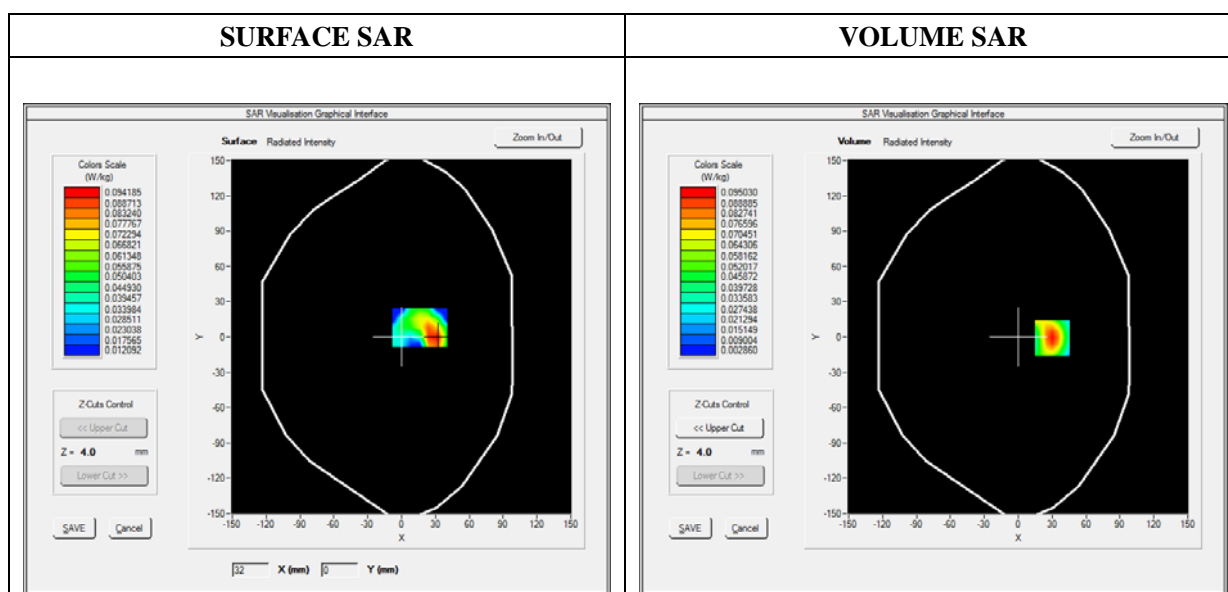 SURFACE SAR
VOLUME SAR
SAR Visualisation Graphical Interface
Surface Radiated Intensity
Zoom In/Out
Colors Scale
(W/kg)
0.094185
0.088713
0.083240
0.077767
0.072294
0.066821
0.061348
0.055875
0.050403
0.044930
0.039457
0.033984
0.028511
0.023038
0.017565
0.012092
Z-Cuts Control
<< Upper Cut
Z = 4.0 mm
Lower Cut >>
SAVE Cancel
150
120
90
60
30
0
-30
-60
-90
-120
-150
Y
-150 -120 -90 -60 -30 0 30 60 90 120 150
X
32 X (mm) 0 Y (mm)
SAR Visualisation Graphical Interface
Volume Radiated Intensity
Zoom In/Out
Colors Scale
(W/kg)
0.095030
0.088885
0.082741
0.076596
0.070451
0.064306
0.058162
0.052017
0.045872
0.039728
0.033583
0.027438
0.021294
0.015149
0.009004
0.002860
Z-Cuts Control
<< Upper Cut
Z = 4.0 mm
Lower Cut >>
SAVE Cancel
150
120
90
60
30
0
-30
-60
-90
-120
-150
Y
-150 -120 -90 -60 -30 0 30 60 90 120 150
X